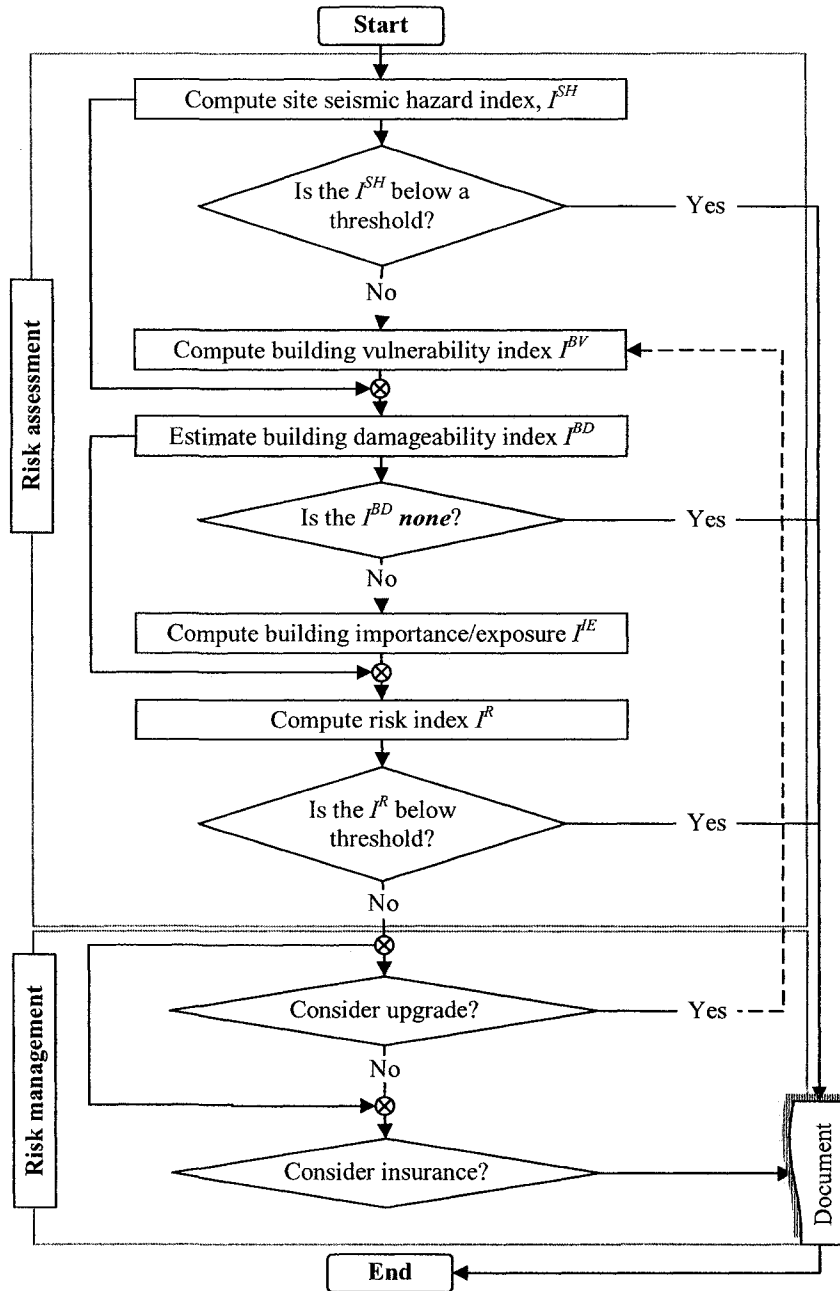 Start
Risk assessment
Compute site seismic hazard index, I^SH
Is the I^SH below a
threshold?
Yes
No
Compute building vulnerability index I^BV
Estimate building damageability index I^BD
Is the I^BD none?
Yes
No
Compute building importance/exposure I^IE
Compute risk index I^R
Is the I^R below
threshold?
Yes
No
Risk management
Consider upgrade?
Yes
No
Consider insurance?
Document
End